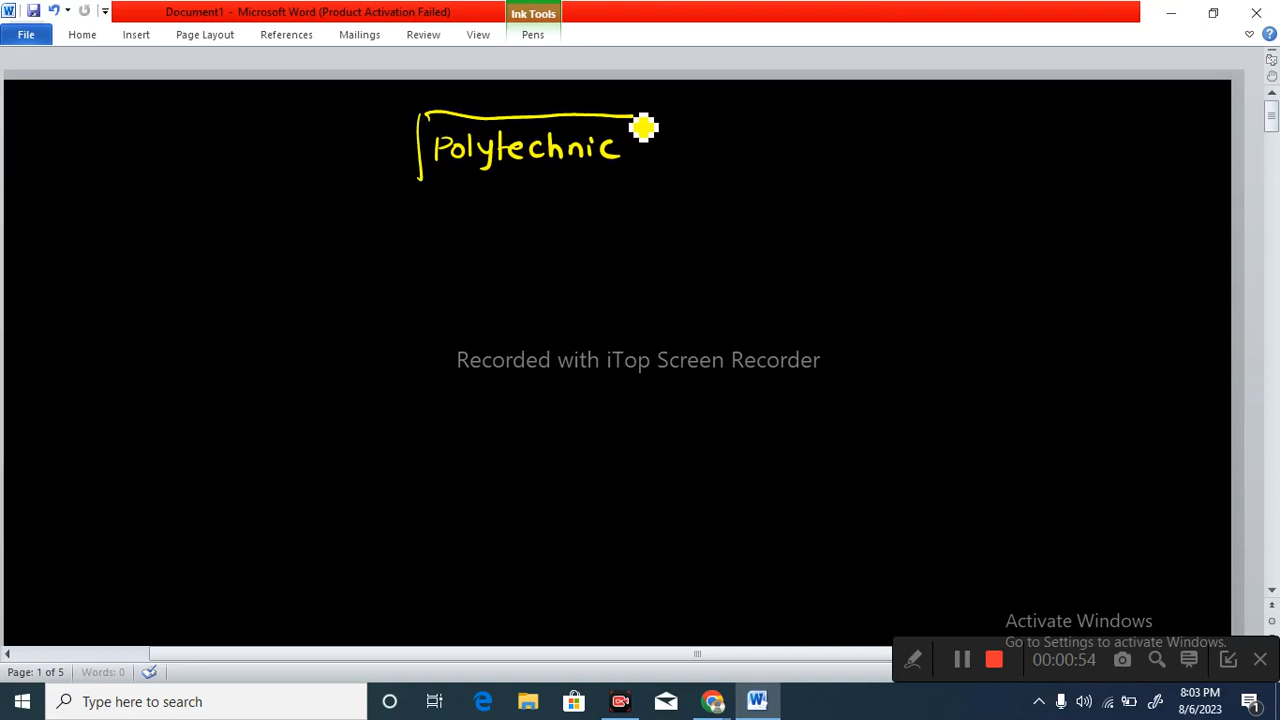 Document1 - Microsoft Word (Product Activation Failed)
Ink Tools
File Home Insert Page Layout References Mailings Review View Pens
Polytechnic
Recorded with iTop Screen Recorder
Activate Windows
Go to Settings to activate Windows.
00:00:54
Page: 1 of 5 Words: 0
Type here to search
8:03 PM
8/6/2023
1